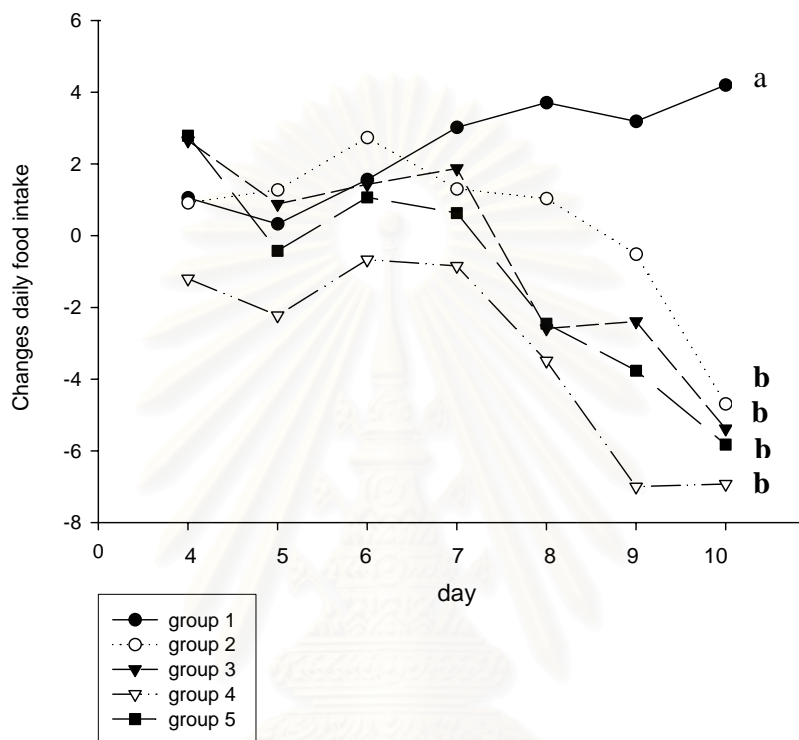 6
4
a
2
0
-2
-4
b
b
-6
b
b
-8
0 4 5 6 7 8 9 10
Changes daily food intake
day
group 1
group 2
group 3
group 4
group 5